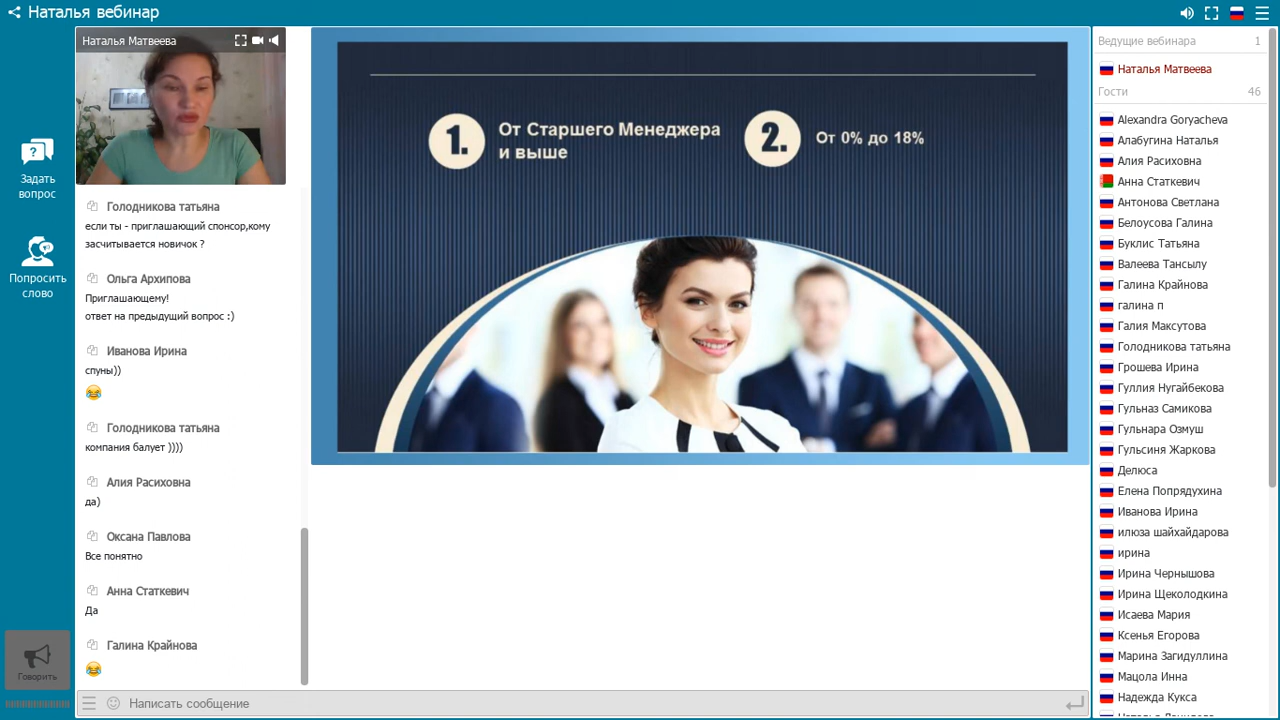 Наталья вебинар
Задать
вопрос
Попросить
слово
Говорить
Наталья Матвеева
Голодникова татьяна
если ты - приглашающий спонсор,кому
засчитывается новичок ?
Ольга Архипова
Приглашающему!
ответ на предыдущий вопрос :)
Иванова Ирина
спуны))
Голодникова татьяна
компания балует ))))
Алия Расиховна
да)
Оксана Павлова
Все понятно
Анна Статкевич
Да
Галина Крайнова
Написать сообщение
1.
От Старшего Менеджера
и выше
2.
От 0% до 18%
Ведущие вебинара 1
Наталья Матвеева
Гости 46
Alexandra Goryacheva
Алабугина Наталья
Алия Расиховна
Анна Статкевич
Антонова Светлана
Белоусова Галина
Буклис Татьяна
Валеева Тансылу
Галина Крайнова
галина п
Галия Максутова
Голодникова татьяна
Грошева Ирина
Гуллия Нугайбекова
Гульназ Самикова
Гульнара Озмуш
Гульсиня Жаркова
Делюса
Елена Попрядухина
Иванова Ирина
илюза шайхайдарова
ирина
Ирина Чернышова
Ирина Щеколодкина
Исаева Мария
Ксенья Егорова
Марина Загидуллина
Мацола Инна
Надежда Кукса